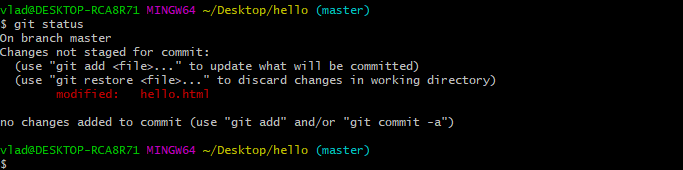 vlad@DESKTOP-RCA8R71 MINGW64 ~/Desktop/hello (master)
$ git status
On branch master
Changes not staged for commit:
  (use "git add <file>..." to update what will be committed)
  (use "git restore <file>..." to discard changes in working directory)
        modified:   hello.html

no changes added to commit (use "git add" and/or "git commit -a")

vlad@DESKTOP-RCA8R71 MINGW64 ~/Desktop/hello (master)
$